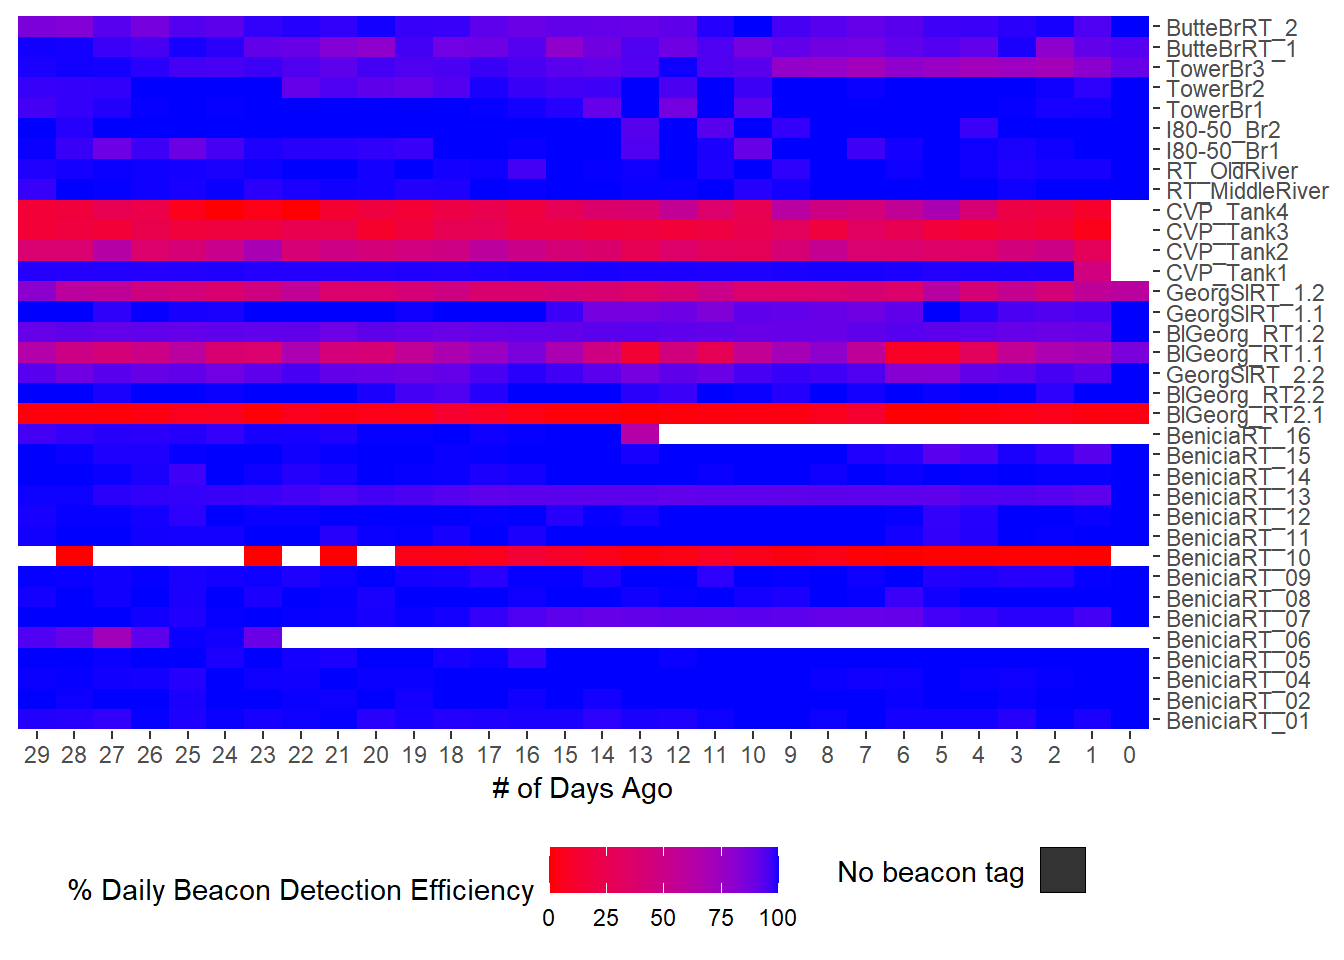 ButteBrRT_2
ButteBrRT_1
TowerBr3
TowerBr2
TowerBr1
I80-50_Br2
I80-50_Br1
RT_OldRiver
RT_MiddleRiver
CVP_Tank4
CVP_Tank3
CVP_Tank2
CVP_Tank1
GeorgSlRT_1.2
GeorgSlRT_1.1
BlGeorg_RT1.2
BlGeorg_RT1.1
GeorgSlRT_2.2
BlGeorg_RT2.2
BlGeorg_RT2.1
BeniciaRT_16
BeniciaRT_15
BeniciaRT_14
BeniciaRT_13
BeniciaRT_12
BeniciaRT_11
BeniciaRT_10
BeniciaRT_09
BeniciaRT_08
BeniciaRT_07
BeniciaRT_06
BeniciaRT_05
BeniciaRT_04
BeniciaRT_02
BeniciaRT_01
29 28 27 26 25 24 23 22 21 20 19 18 17 16 15 14 13 12 11 10 9 8 7 6 5 4 3 2 1 0
# of Days Ago
% Daily Beacon Detection Efficiency
0 25 50 75 100
No beacon tag